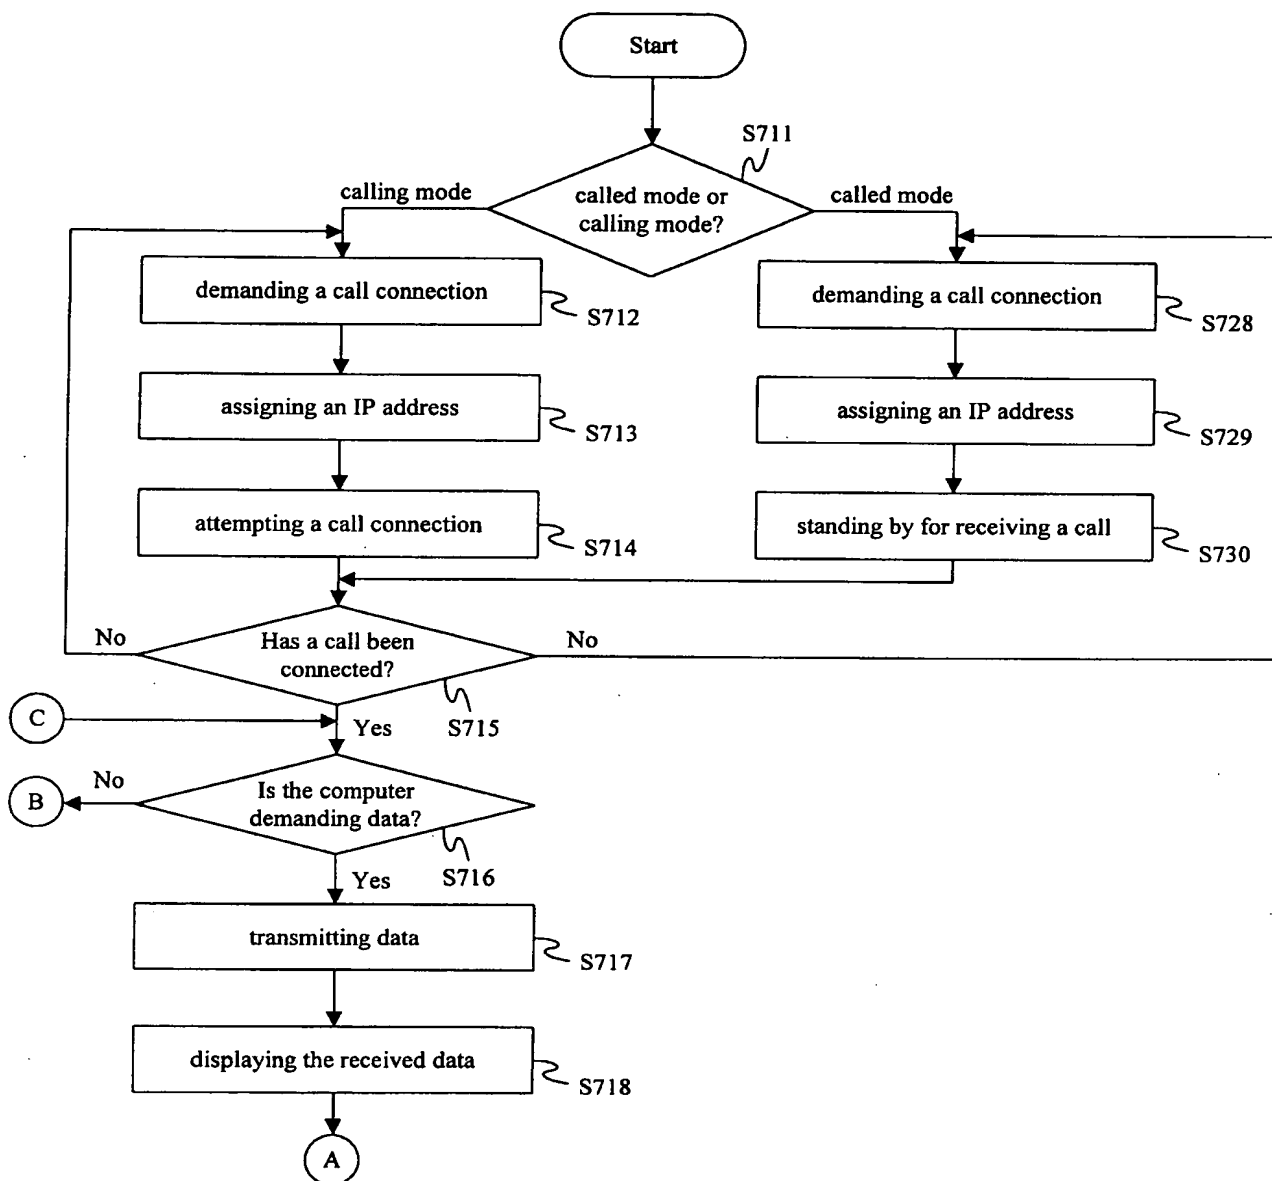 Start
S711
calling mode
called mode or
calling mode?
called mode
demanding a call connection
S712
demanding a call connection
S728
assigning an IP address
S713
assigning an IP address
S729
attempting a call connection
S714
standing by for receiving a call
S730
No
Has a call been
connected?
No
S715
C
Yes
No
B
Is the computer
demanding data?
S716
Yes
transmitting data
S717
displaying the received data
S718
A